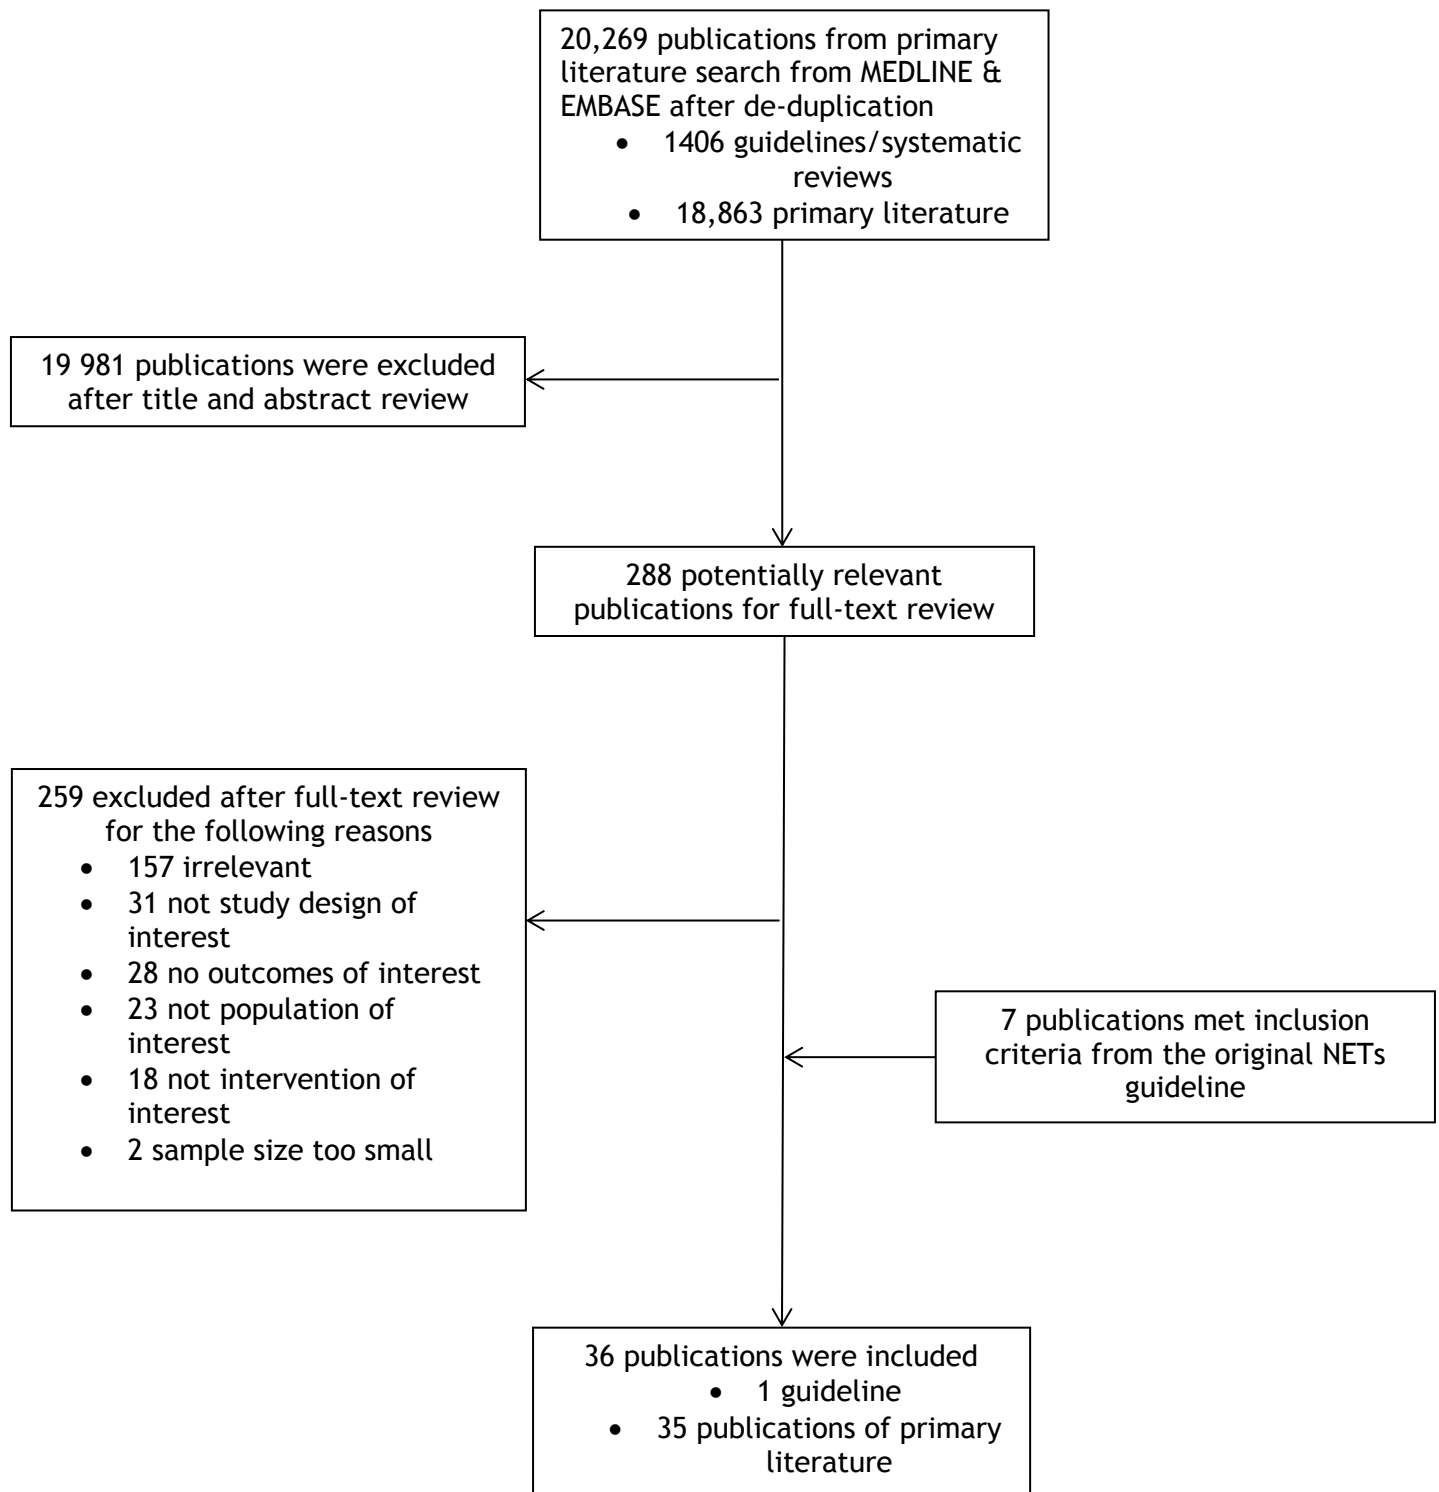 20,269 publications from primary
literature search from MEDLINE &
EMBASE after de-duplication
• 1406 guidelines/systematic
reviews
• 18,863 primary literature
19 981 publications were excluded
after title and abstract review
288 potentially relevant
publications for full-text review
259 excluded after full-text review
for the following reasons
• 157 irrelevant
• 31 not study design of
interest
• 28 no outcomes of interest
• 23 not population of
interest
• 18 not intervention of
interest
• 2 sample size too small
7 publications met inclusion
criteria from the original NETs
guideline
36 publications were included
• 1 guideline
• 35 publications of primary
literature